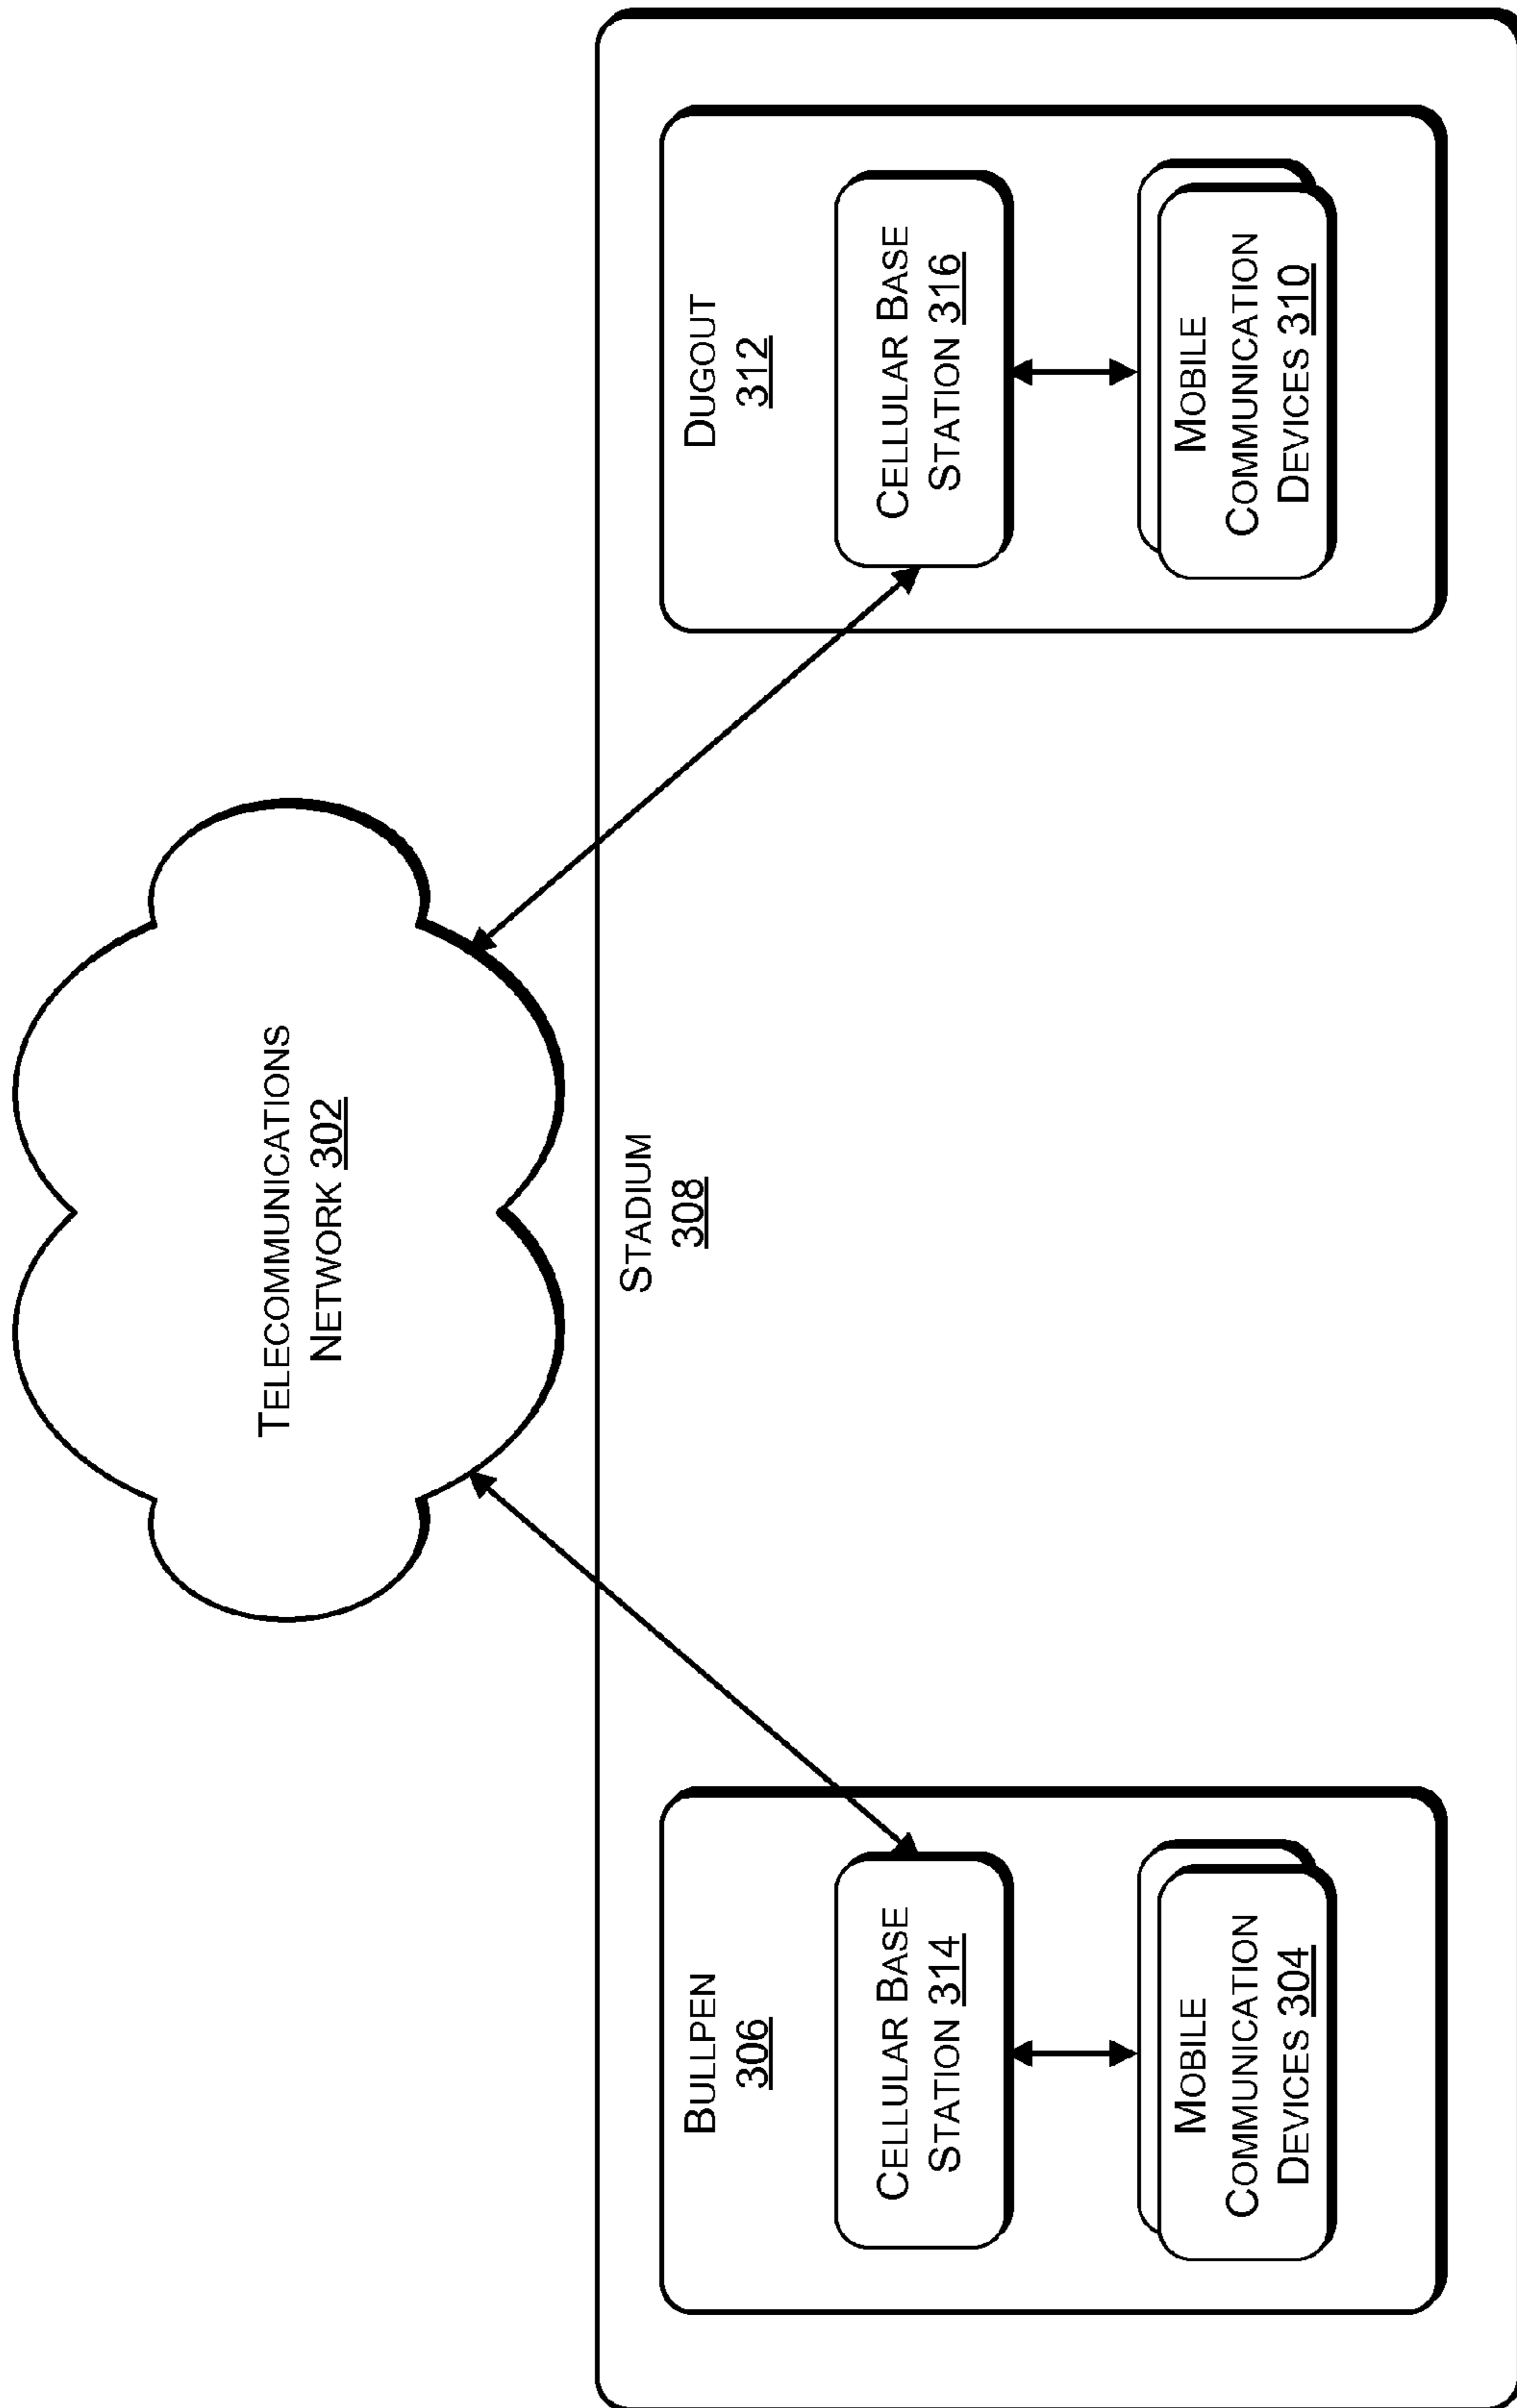 TELECOMMUNICATIONS
NETWORK 302
STADIUM
308
BULLPEN
306
CELLULAR BASE
STATION 314
MOBILE
COMMUNICATION
DEVICES 304
DUGOUT
312
CELLULAR BASE
STATION 316
MOBILE
COMMUNICATION
DEVICES 310